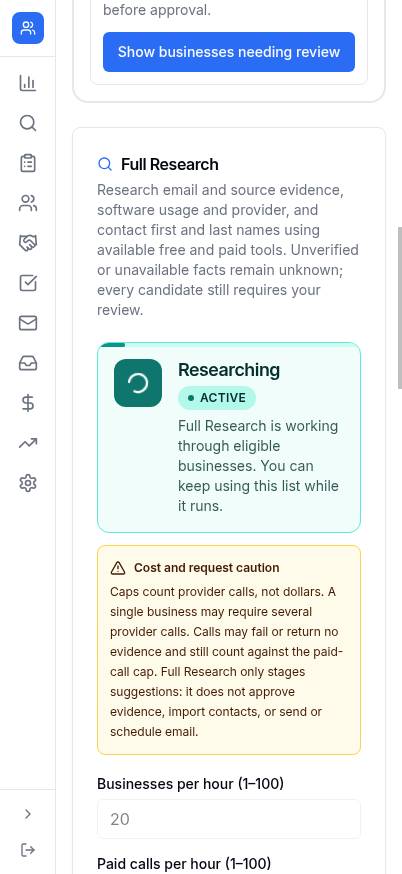 before approval.
Show businesses needing review
Full Research
Research email and source evidence,
software usage and provider, and
contact first and last names using
available free and paid tools. Unverified
or unavailable facts remain unknown;
every candidate still requires your
review.
Researching
ACTIVE
Full Research is working
through eligible
businesses. You can
keep using this list while
it runs.
Cost and request caution
Caps count provider calls, not dollars. A
single business may require several
provider calls. Calls may fail or return no
evidence and still count against the paid-
call cap. Full Research only stages
suggestions: it does not approve
evidence, import contacts, or send or
schedule email.
Businesses per hour (1–100)
20
Paid calls per hour (1–100)